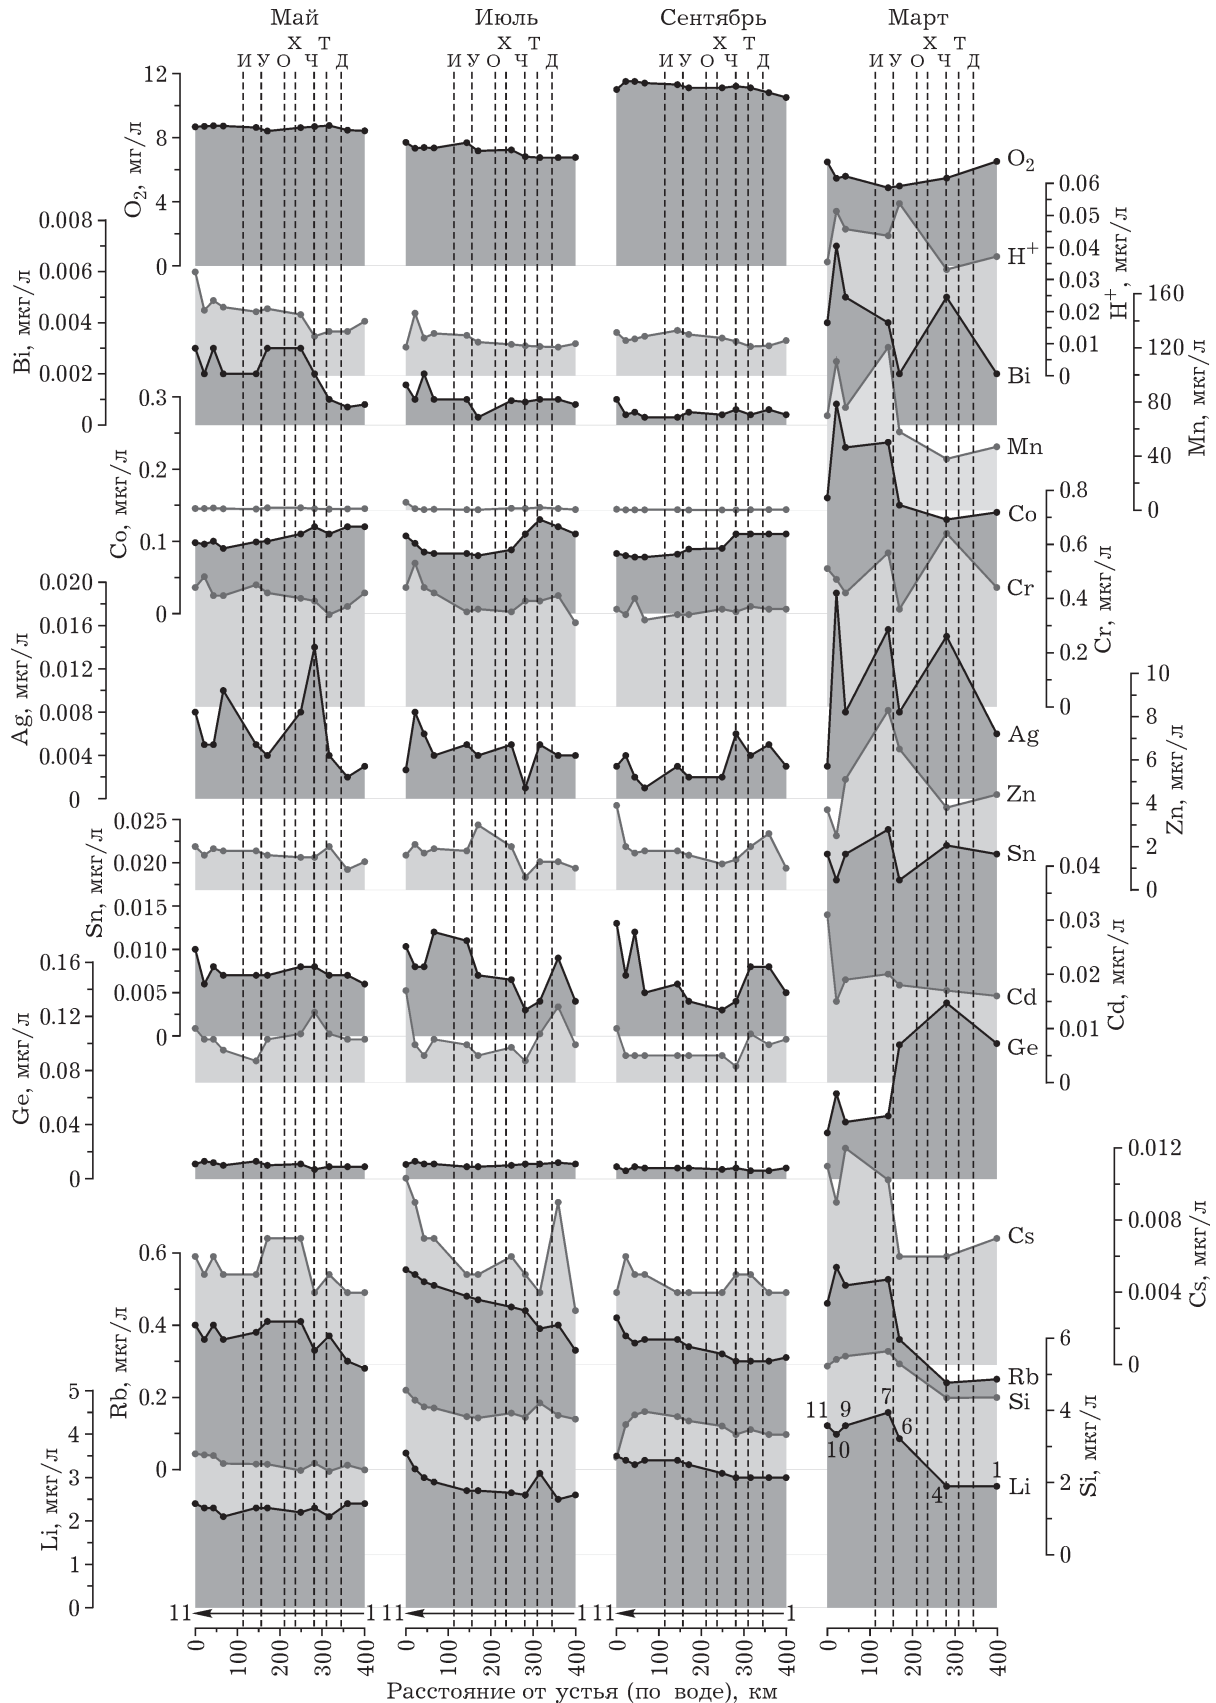 Май Июль Сентябрь Март
Х Т Х Т Х Т Х Т
И У О Ч Д И У О Ч Д И У О Ч Д И У О Ч Д
O₂, мг/л
12
8
4
0
O₂
H⁺, мкг/л
0.06
0.05
0.04
0.03
0.02
0.01
0
H⁺
Bi, мкг/л
0.008
0.006
0.004
0.002
0
Bi
Mn, мкг/л
160
120
80
40
0
Mn
Co, мкг/л
0.3
0.2
0.1
0
Co
Cr, мкг/л
0.8
0.6
0.4
0.2
0
Cr
Ag, мкг/л
0.020
0.016
0.012
0.008
0.004
0
Ag
Zn, мкг/л
10
8
6
4
2
0
Zn
Sn, мкг/л
0.025
0.020
0.015
0.010
0.005
0
Sn
Cd, мкг/л
0.04
0.03
0.02
0.01
0
Cd
Ge, мкг/л
0.16
0.12
0.08
0.04
0
Ge
Cs, мкг/л
0.012
0.008
0.004
0
Cs
Rb, мкг/л
0.6
0.4
0.2
0
Rb
Si, мкг/л
6
4
2
0
Si
Li, мкг/л
5
4
3
2
1
0
11 10 9 7 6 4 1
Li
11 1 11 1 11 1
0 100 200 300 400 0 100 200 300 400 0 100 200 300 400 0 100 200 300 400
Расстояние от устья (по воде), км